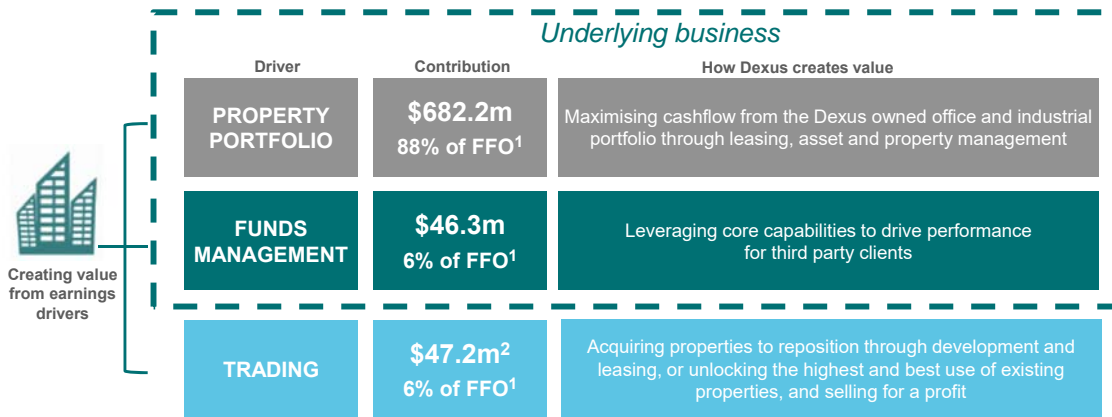 Underlying business
Driver
Contribution
How Dexus creates value
PROPERTY
PORTFOLIO
$682.2m
88% of FFO1
Maximising cashflow from the Dexus owned office and industrial
portfolio through leasing, asset and property management
FUNDS
MANAGEMENT
$46.3m
6% of FFO1
Leveraging core capabilities to drive performance
for third party clients
Creating value
from earnings
drivers
TRADING
$47.2m2
6% of FFO1
Acquiring properties to reposition through development and
leasing, or unlocking the highest and best use of existing
properties, and selling for a profit